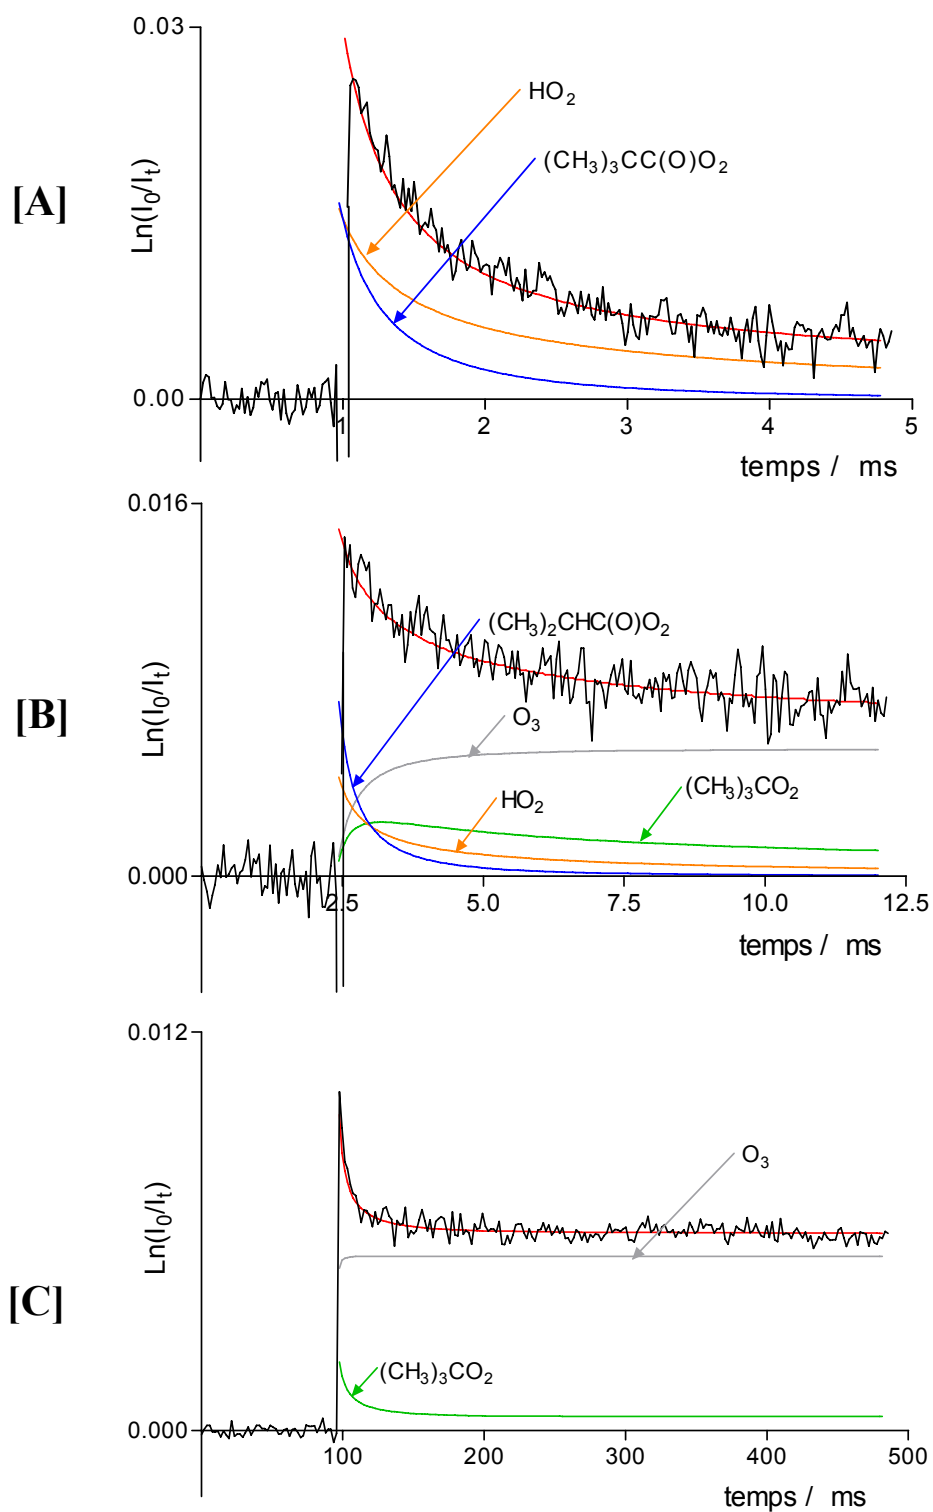 0.03
HO₂
(CH₃)₃CC(O)O₂
[A]
Ln(I₀/Iₜ)
0.00
1
2
3
4
5
temps / ms
0.016
(CH₃)₂CHC(O)O₂
O₃
[B]
Ln(I₀/Iₜ)
HO₂
(CH₃)₃CO₂
0.000
2.5
5.0
7.5
10.0
12.5
temps / ms
0.012
O₃
[C]
Ln(I₀/Iₜ)
(CH₃)₃CO₂
0.000
100
200
300
400
500
temps / ms